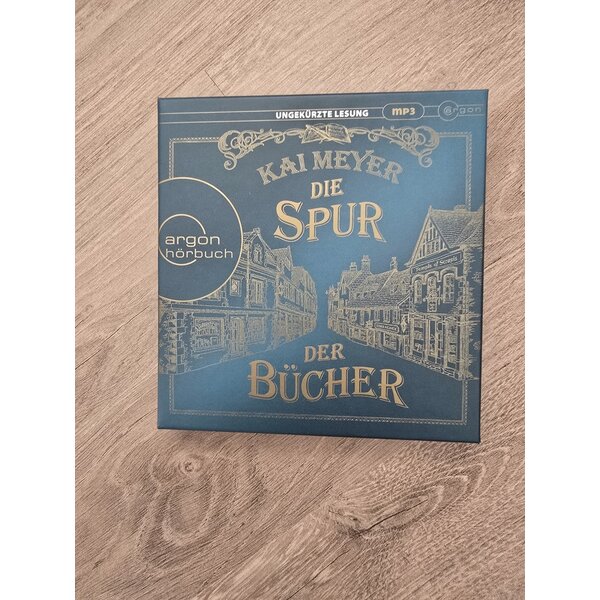 UNGEKÜRZTE LESUNG MP3 argon
KAI MEYER
DIE
SPUR
argon
hörbuch
DER
BÜCHER